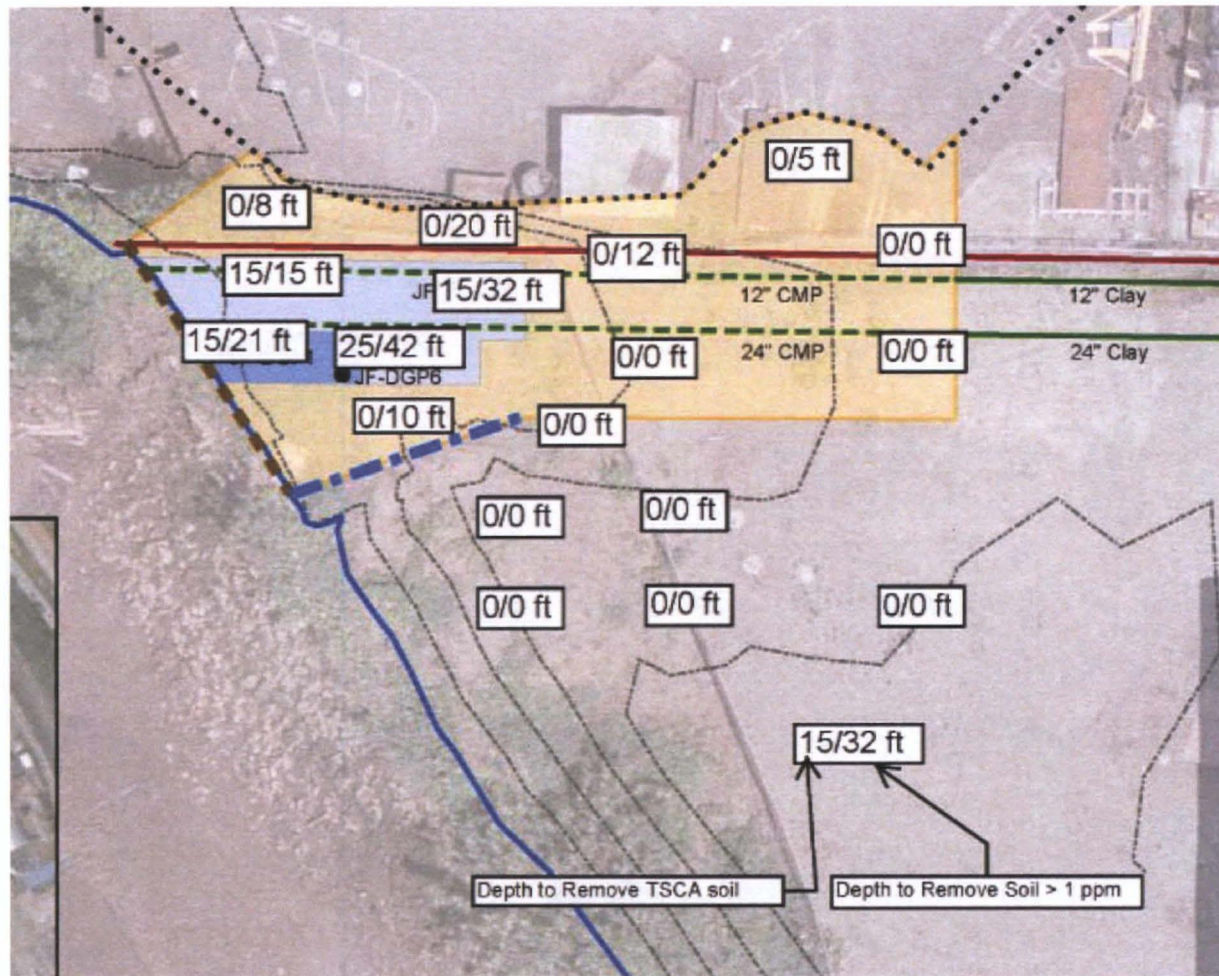 0/5 ft
0/8 ft
0/20 ft
0/12 ft
0/0 ft
15/15 ft
JF
15/32 ft
12" CMP
12" Clay
15/21 ft
25/42 ft
0/0 ft
24" CMP
0/0 ft
24" Clay
JF-DGP6
0/10 ft
0/0 ft
0/0 ft
0/0 ft
0/0 ft
0/0 ft
0/0 ft
15/32 ft
Depth to Remove TSCA soil
Depth to Remove Soil > 1 ppm